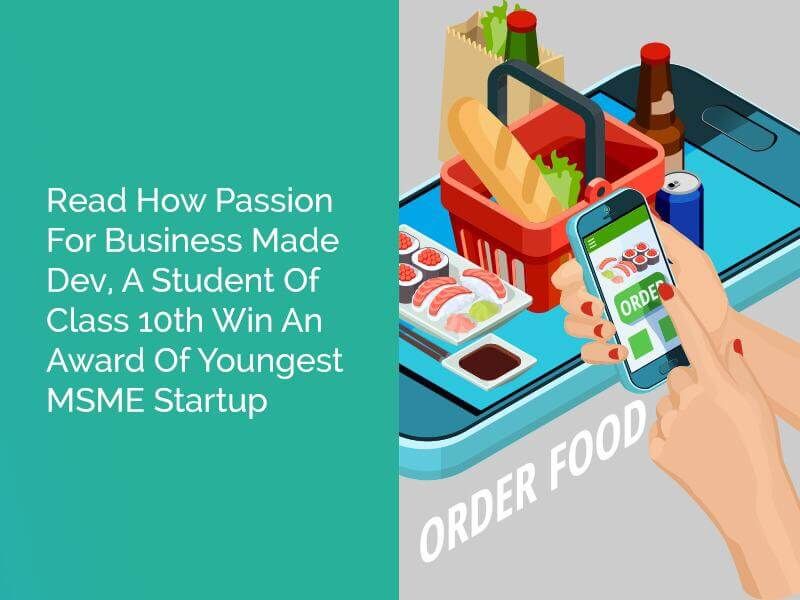 Read How Passion
For Business Made
Dev, A Student Of
Class 10th Win An
Award Of Youngest
MSME Startup
ORDER
ORDER FOOD